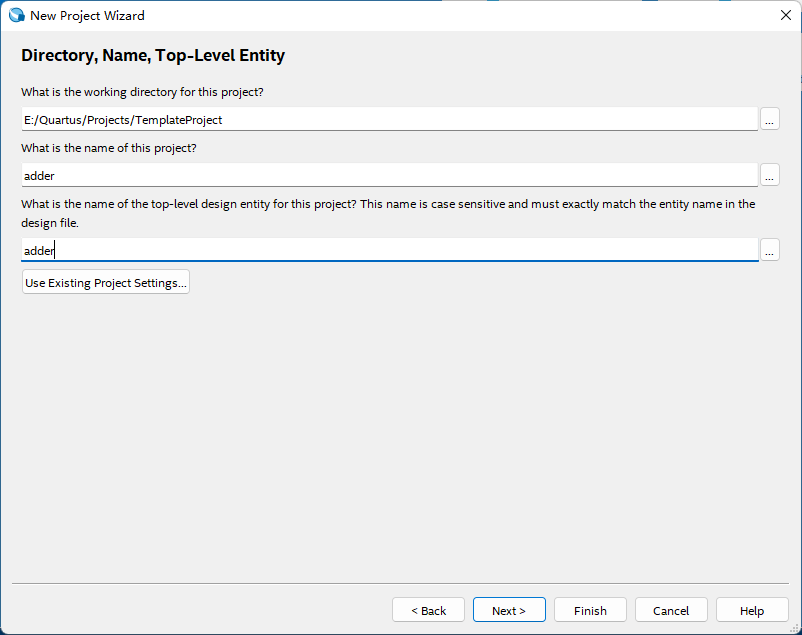 New Project Wizard
Directory, Name, Top-Level Entity
What is the working directory for this project?
E:/Quartus/Projects/TemplateProject
...
What is the name of this project?
adder
...
What is the name of the top-level design entity for this project? This name is case sensitive and must exactly match the entity name in the
design file.
adder
...
Use Existing Project Settings...
< Back
Next >
Finish
Cancel
Help